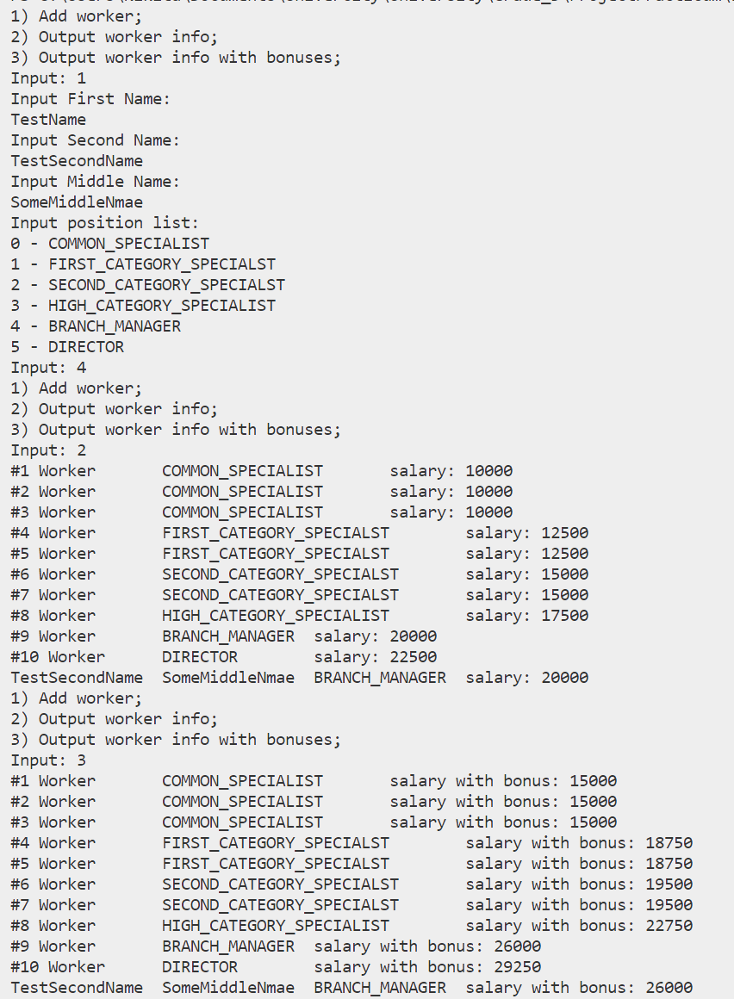 1) Add worker;
2) Output worker info;
3) Output worker info with bonuses;
Input: 1
Input First Name:
TestName
Input Second Name:
TestSecondName
Input Middle Name:
SomeMiddleNmae
Input position list:
0 - COMMON_SPECIALIST
1 - FIRST_CATEGORY_SPECIALST
2 - SECOND_CATEGORY_SPECIALST
3 - HIGH_CATEGORY_SPECIALIST
4 - BRANCH_MANAGER
5 - DIRECTOR
Input: 4
1) Add worker;
2) Output worker info;
3) Output worker info with bonuses;
Input: 2
#1 Worker COMMON_SPECIALIST salary: 10000
#2 Worker COMMON_SPECIALIST salary: 10000
#3 Worker COMMON_SPECIALIST salary: 10000
#4 Worker FIRST_CATEGORY_SPECIALST salary: 12500
#5 Worker FIRST_CATEGORY_SPECIALST salary: 12500
#6 Worker SECOND_CATEGORY_SPECIALST salary: 15000
#7 Worker SECOND_CATEGORY_SPECIALST salary: 15000
#8 Worker HIGH_CATEGORY_SPECIALIST salary: 17500
#9 Worker BRANCH_MANAGER salary: 20000
#10 Worker DIRECTOR salary: 22500
TestSecondName SomeMiddleNmae BRANCH_MANAGER salary: 20000
1) Add worker;
2) Output worker info;
3) Output worker info with bonuses;
Input: 3
#1 Worker COMMON_SPECIALIST salary with bonus: 15000
#2 Worker COMMON_SPECIALIST salary with bonus: 15000
#3 Worker COMMON_SPECIALIST salary with bonus: 15000
#4 Worker FIRST_CATEGORY_SPECIALST salary with bonus: 18750
#5 Worker FIRST_CATEGORY_SPECIALST salary with bonus: 18750
#6 Worker SECOND_CATEGORY_SPECIALST salary with bonus: 19500
#7 Worker SECOND_CATEGORY_SPECIALST salary with bonus: 19500
#8 Worker HIGH_CATEGORY_SPECIALIST salary with bonus: 22750
#9 Worker BRANCH_MANAGER salary with bonus: 26000
#10 Worker DIRECTOR salary with bonus: 29250
TestSecondName SomeMiddleNmae BRANCH_MANAGER salary with bonus: 26000